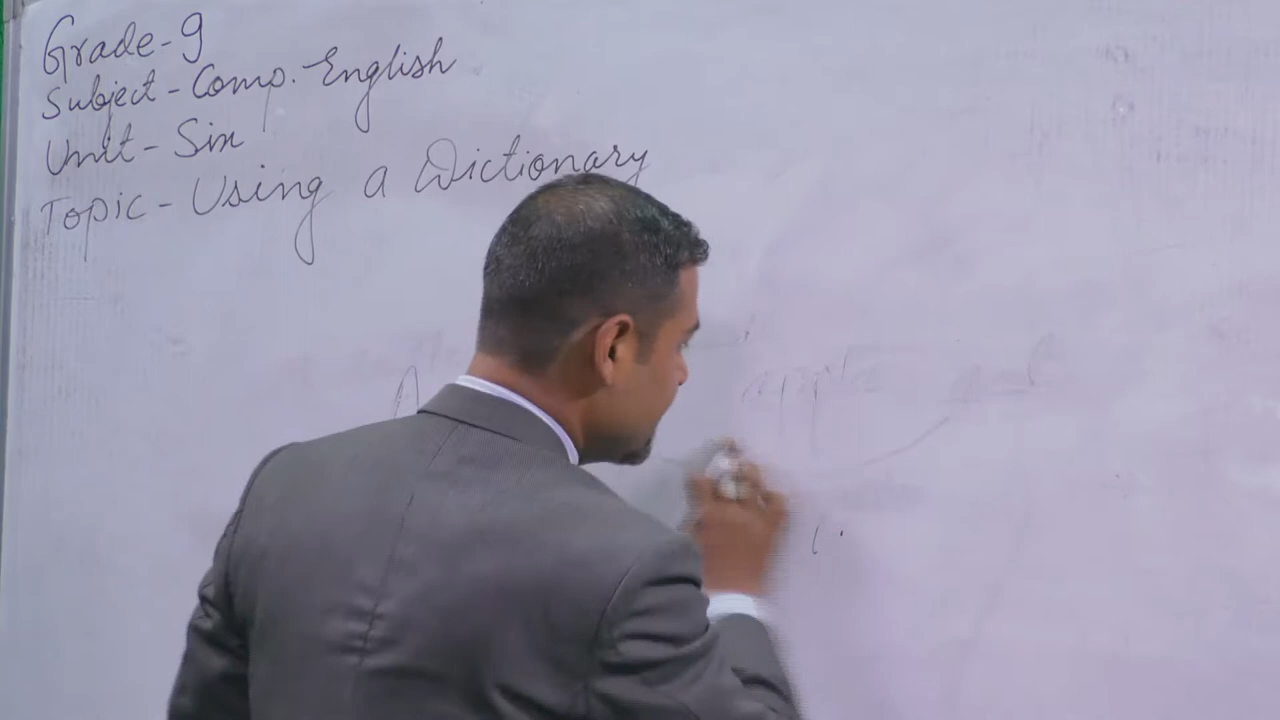 Grade-9
Subject-Comp. English
Unit-Six
Topic-Using a Dictionary